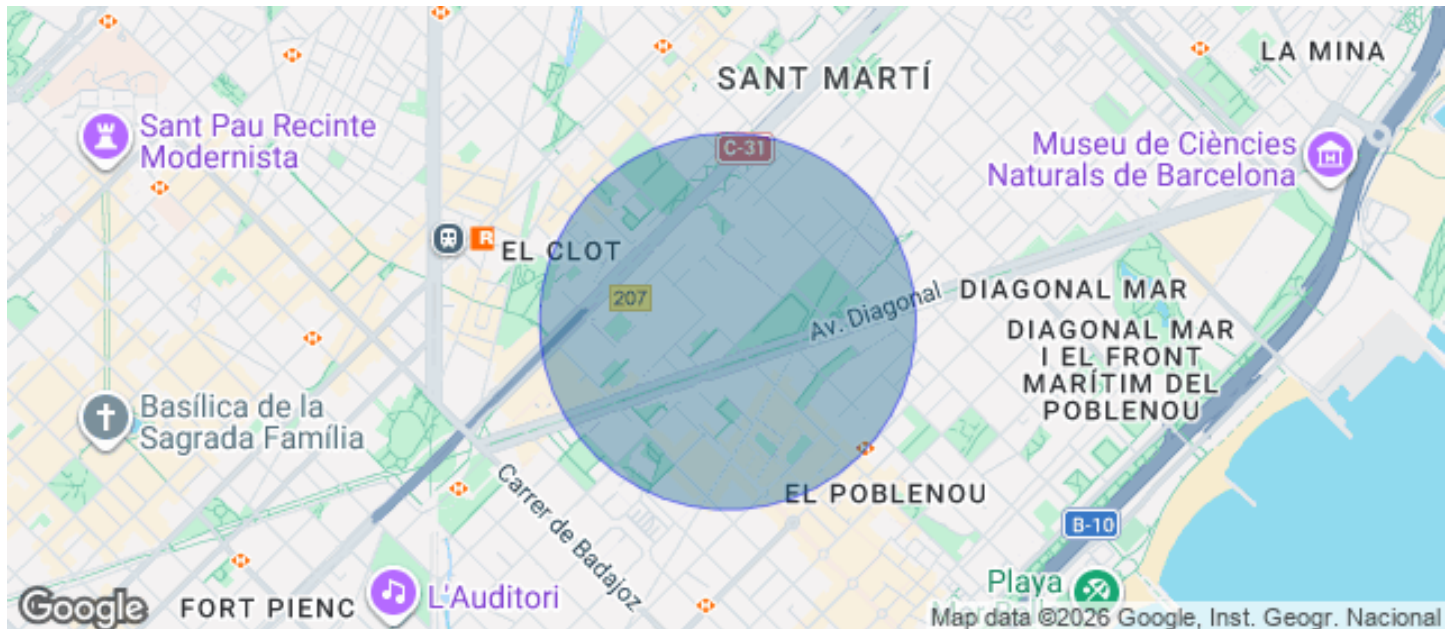 LA MINA
SANT MARTÍ
Sant Pau Recinte
Modernista
C-31
Museu de Ciències
Naturals de Barcelona
R
EL CLOT
207
Av. Diagonal
DIAGONAL MAR
DIAGONAL MAR
I EL FRONT
MARÍTIM DEL
POBLENOU
Basílica de la
Sagrada Família
Carrer de Badajoz
EL POBLENOU
B-10
Playa
L'Auditori
FORT PIENC
Google
Map data ©2026 Google, Inst. Geogr. Nacional